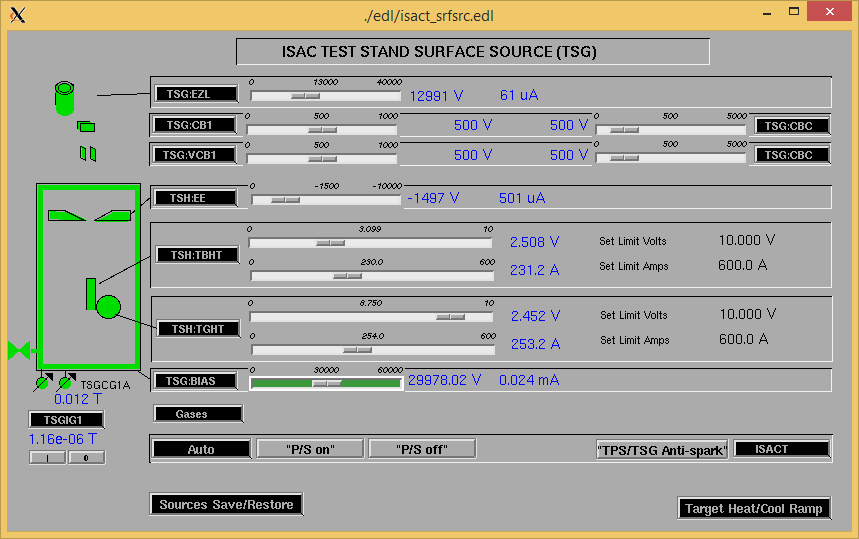 ./edl/isact_srfsrc.edl
ISAC TEST STAND SURFACE SOURCE (TSG)
0 13000 40000
TSG:EZL 12991 V 61 uA
0 500 1000 0 500 5000
TSG:CB1 500 V 500 V TSG:CBC
0 500 1000 0 500 5000
TSG:VCB1 500 V 500 V TSG:CBC
0 -1500 -10000
TSH:EE -1497 V 501 uA
0 3.099 10
2.508 V Set Limit Volts 10.000 V
TSH:TBHT
0 230.0 600
231.2 A Set Limit Amps 600.0 A
0 8.750 10
2.452 V Set Limit Volts 10.000 V
TSH:TGHT
0 254.0 600
253.2 A Set Limit Amps 600.0 A
0 30000 60000
TSG:BIAS 29978.02 V 0.024 mA
TSGCG1A
0.012 T
Gases
TSGIG1
1.16e-06 T
I 0
Auto "P/S on" "P/S off" "TPS/TSG Anti-spark" ISACT
Sources Save/Restore
Target Heat/Cool Ramp